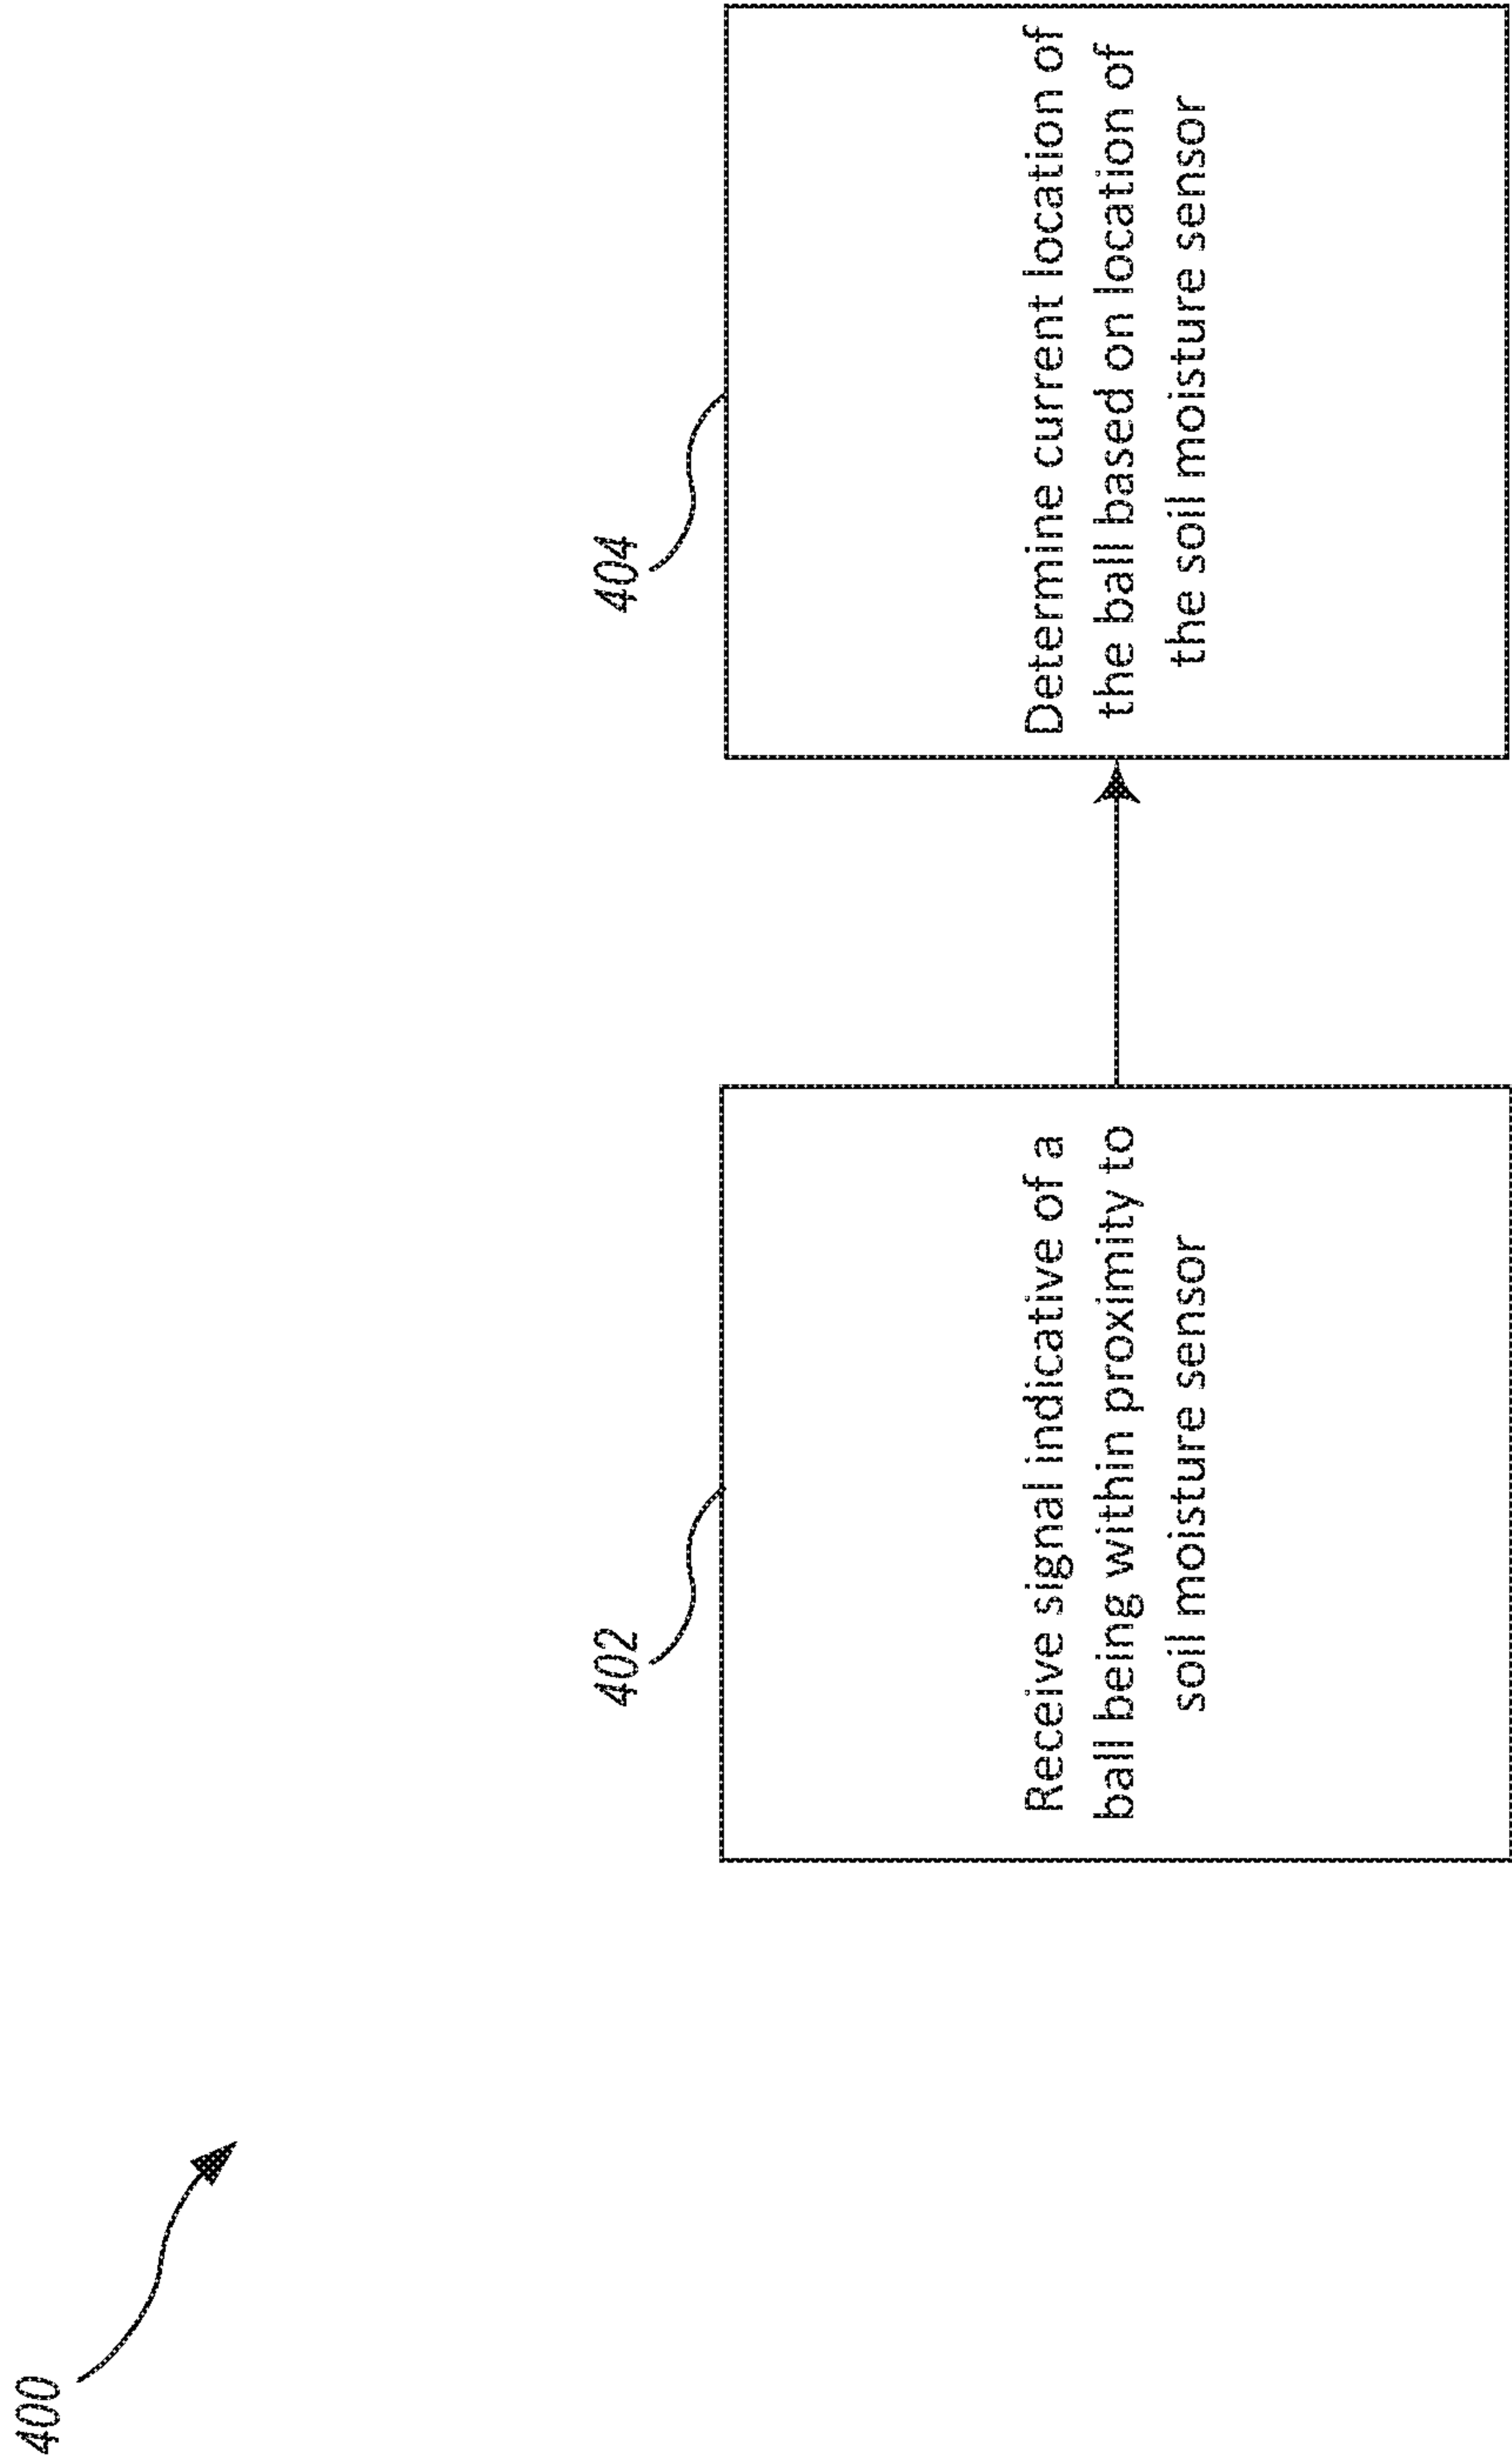 400
402
Receive signal indicative of a
ball being within proximity to
soil moisture sensor
404
Determine current location of
the ball based on location of
the soil moisture sensor